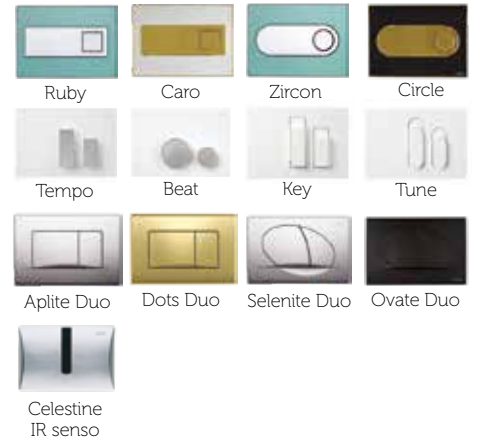 Ruby
Caro
Zircon
Circle
Tempo
Beat
Key
Tune
Aplite Duo
Dots Duo
Selenite Duo
Ovate Duo
Celestine
IR senso